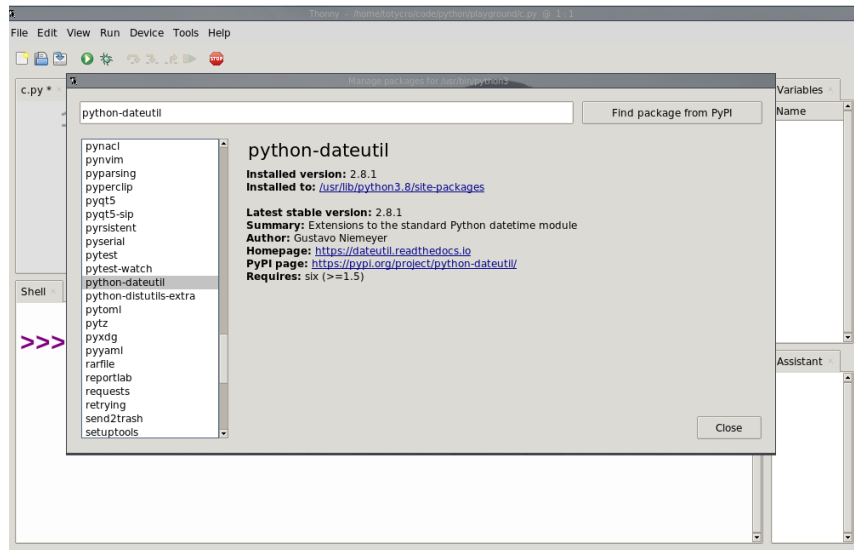 Thonny - /home/totycro/code/python/playground/c.py @ 1:1
File Edit View Run Device Tools Help
c.py *
Manage packages for /usr/bin/python3
Variables
Name
python-dateutil
Find package from PyPI
pynacl
pynvim
pyparsing
pyperclip
pyqt5
pyqt5-sip
pyrsistent
pyserial
pytest
pytest-watch
python-dateutil
python-distutils-extra
pytoml
pytz
pyxdg
pyyaml
rarfile
reportlab
requests
retrying
send2trash
setuptools
python-dateutil
Installed version: 2.8.1
Installed to: /usr/lib/python3.8/site-packages
Latest stable version: 2.8.1
Summary: Extensions to the standard Python datetime module
Author: Gustavo Niemeyer
Homepage: https://dateutil.readthedocs.io
PyPI page: https://pypi.org/project/python-dateutil/
Requires: six (>=1.5)
Close
Shell
>>>
Assistant